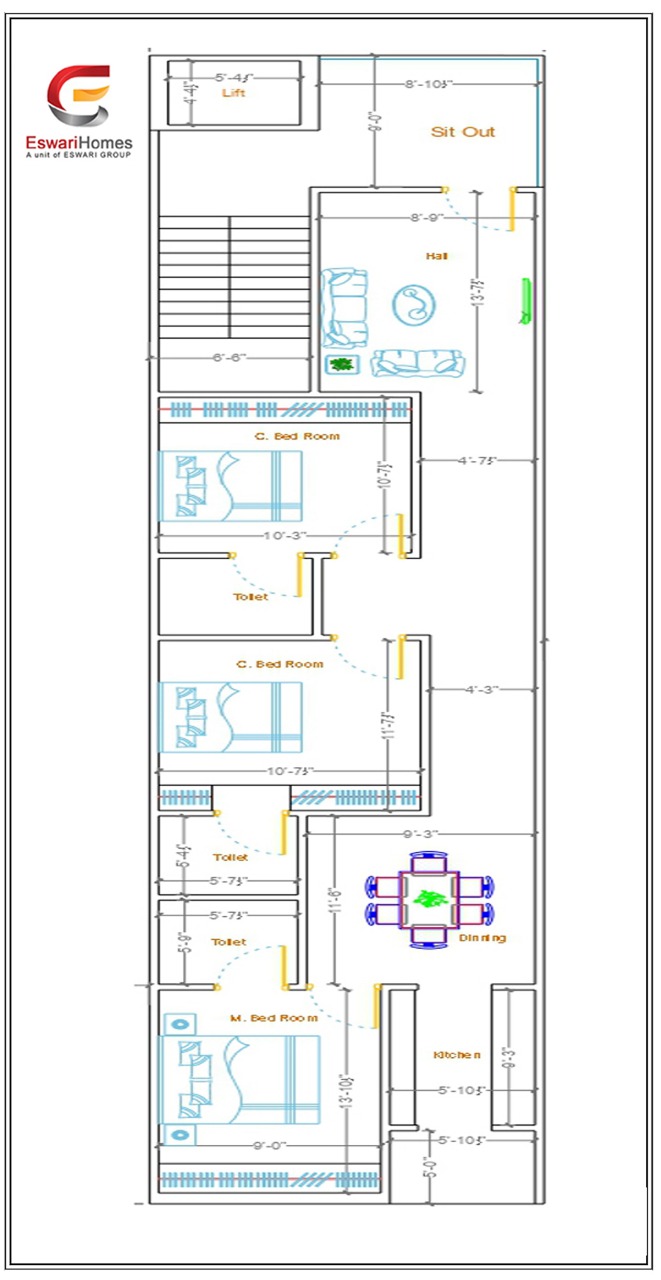 5'-4½"
Lift
4'-4½"
8'-10½"
9'-0"
Sit Out
EswariHomes
A unit of ESWARI GROUP
8'-9"
Hall
13'-7½"
6'-6"
C. Bed Room
10'-7½"
4'-7½"
10'-3"
Toilet
C. Bed Room
4'-3"
11'-7½"
10'-7½"
9'-3"
5'-4½"
Toilet
5'-7½"
11'-6"
5'-7½"
5'-9"
Toilet
Dinning
M. Bed Room
Kitchen
9'-3"
13'-10½"
5'-10½"
9'-0"
5'-10½"
5'-0"